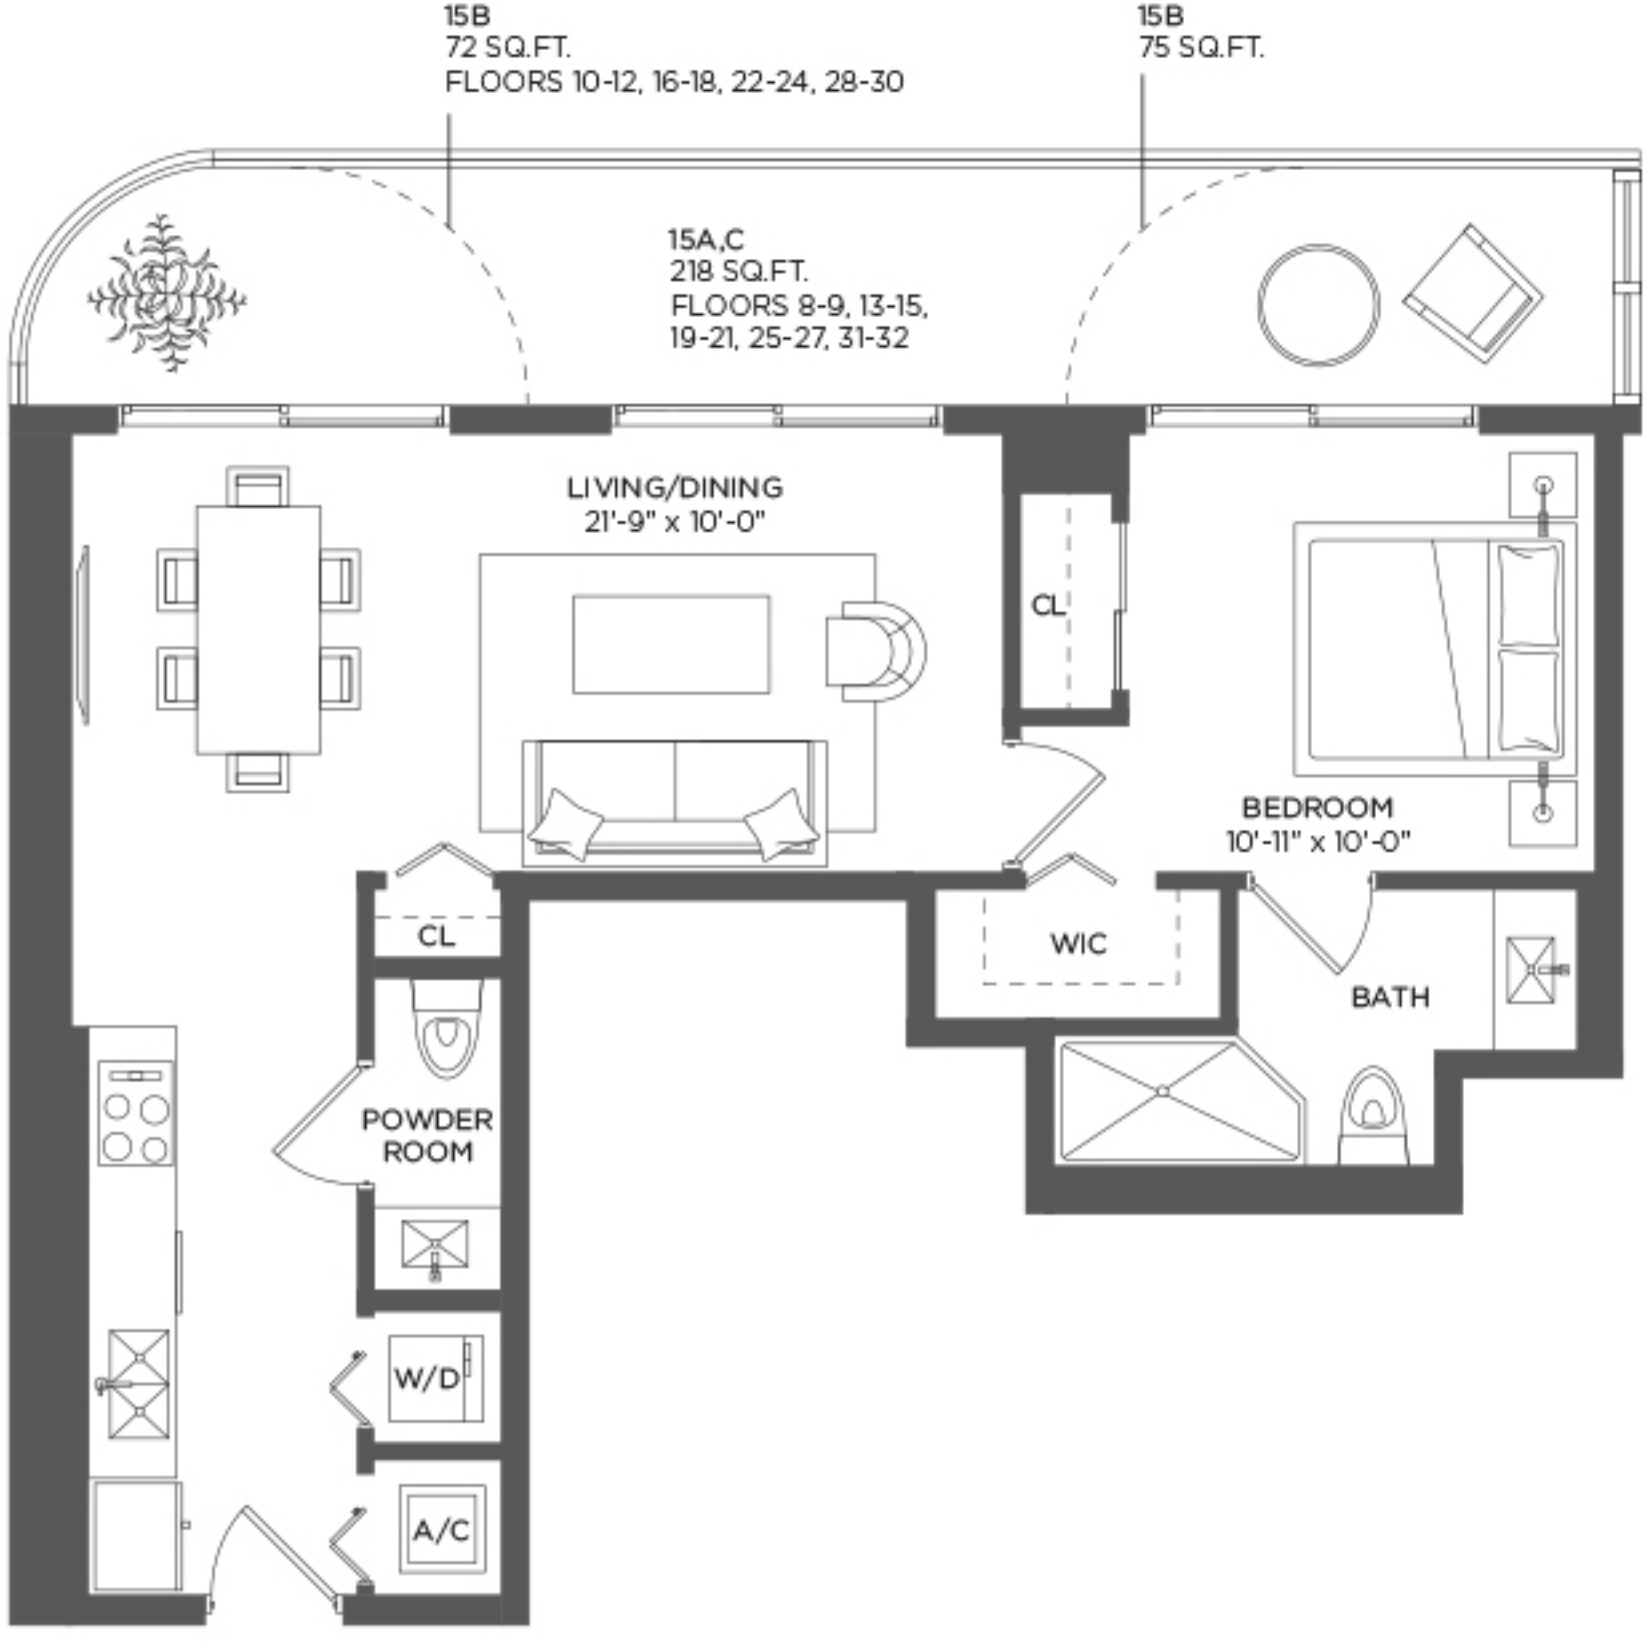 15B
72 SQ.FT.
FLOORS 10-12, 16-18, 22-24, 28-30
15B
75 SQ.FT.
15A,C
218 SQ.FT.
FLOORS 8-9, 13-15,
19-21, 25-27, 31-32
LIVING/DINING
21'-9" x 10'-0"
CL
BEDROOM
10'-11" x 10'-0"
CL
WIC
BATH
POWDER
ROOM
W/D
A/C